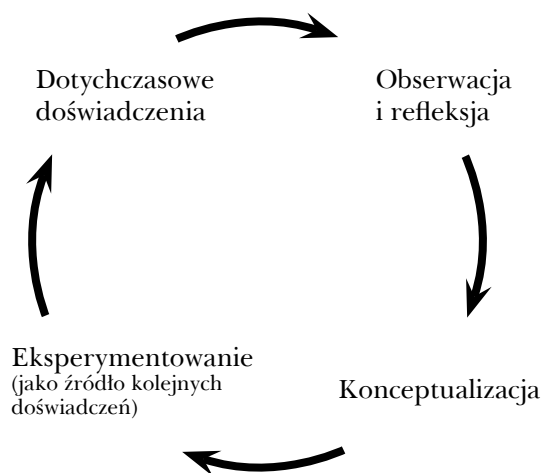 Dotychczasowe
doświadczenia
Obserwacja
i refleksja
Eksperymentowanie
(jako źródło kolejnych
doświadczeń)
Konceptualizacja